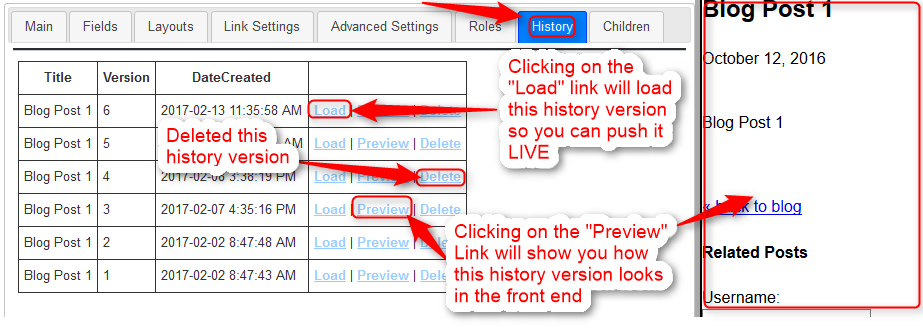 Main Fields Layouts Link Settings Advanced Settings Roles History Children
Title Version DateCreated
Blog Post 1 6 2017-02-13 11:35:58 AM Load | Preview | Delete
Blog Post 1 5 AM Load | Preview | Delete
Blog Post 1 4 2017-02-08 3:38:19 PM Load | Preview | Delete
Blog Post 1 3 2017-02-07 4:35:16 PM Load | Preview | Delete
Blog Post 1 2 2017-02-02 8:47:48 AM Load | Preview | Delete
Blog Post 1 1 2017-02-02 8:47:43 AM Load | Preview | Delete
Clicking on the
"Load" link will load
this history version
so you can push it
LIVE
Deleted this
history version
Clicking on the "Preview"
Link will show you how
this history version looks
in the front end
Blog Post 1
October 12, 2016
Blog Post 1
« back to blog
Related Posts
Username: